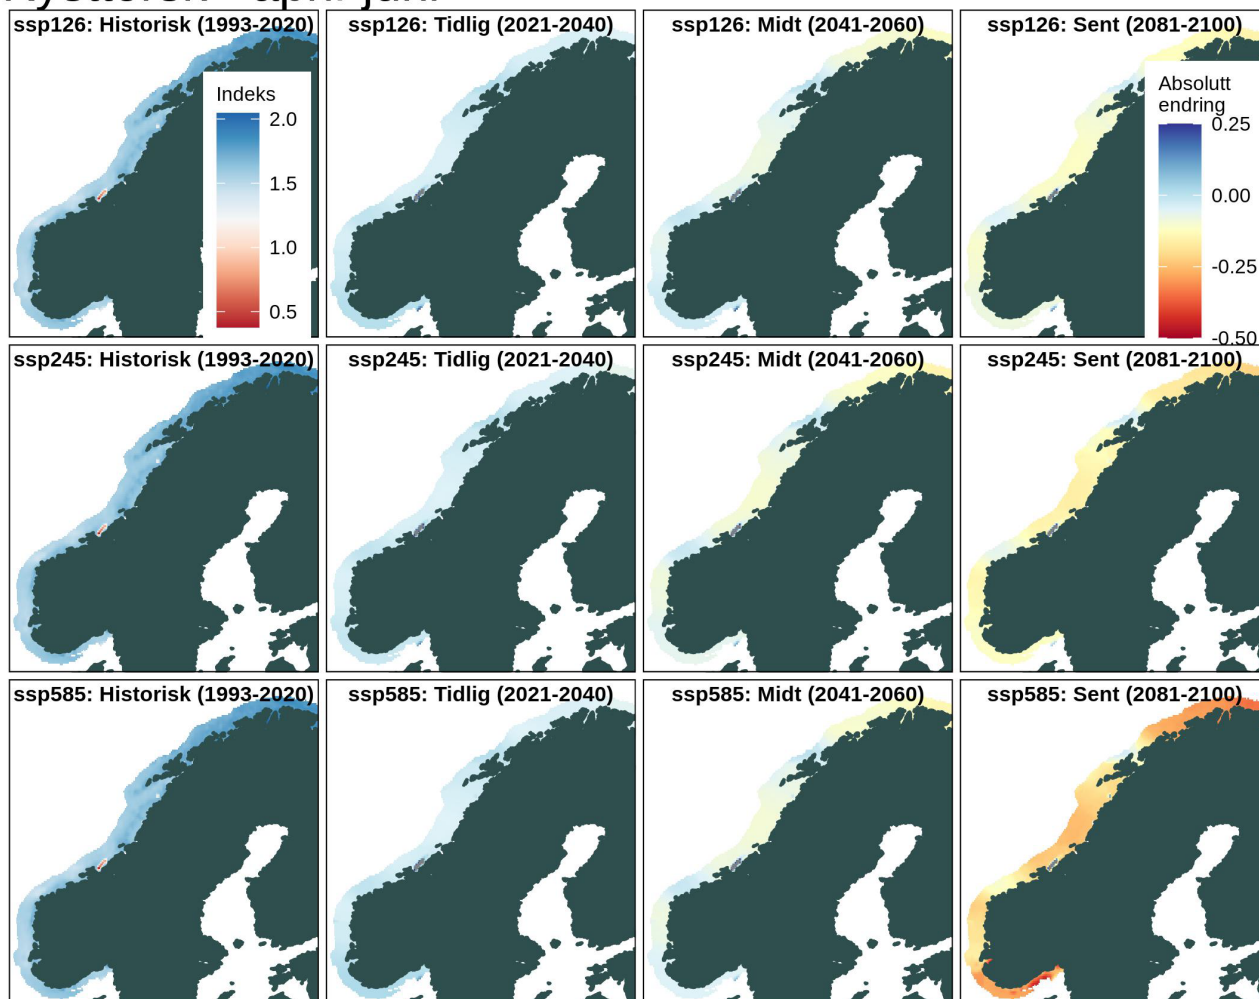 ssp126: Historisk (1993-2020)
ssp126: Tidlig (2021-2040)
ssp126: Midt (2041-2060)
ssp126: Sent (2081-2100)
Indeks
2.0
1.5
1.0
0.5
Absolutt
endring
0.25
0.00
-0.25
-0.50
ssp245: Historisk (1993-2020)
ssp245: Tidlig (2021-2040)
ssp245: Midt (2041-2060)
ssp245: Sent (2081-2100)
ssp585: Historisk (1993-2020)
ssp585: Tidlig (2021-2040)
ssp585: Midt (2041-2060)
ssp585: Sent (2081-2100)